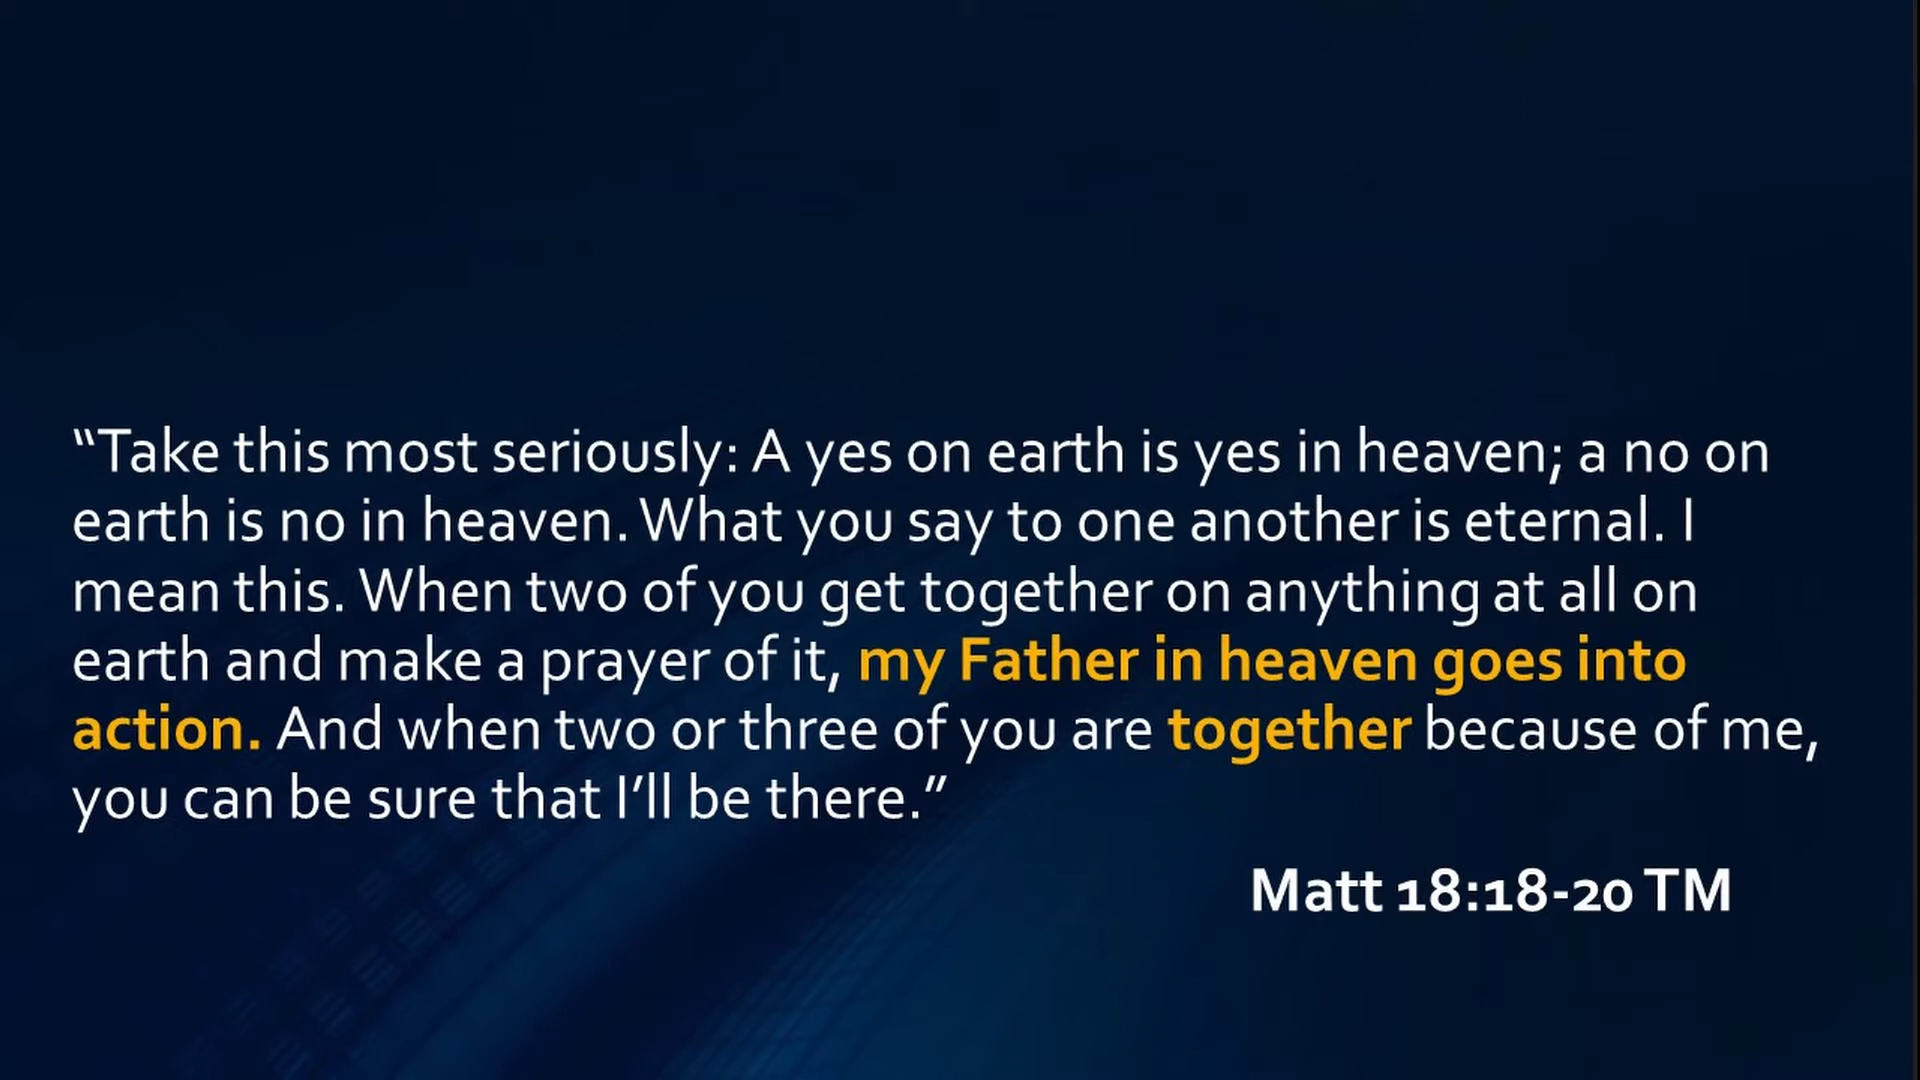 “Take this most seriously: A yes on earth is yes in heaven; a no on
earth is no in heaven. What you say to one another is eternal. I
mean this. When two of you get together on anything at all on
earth and make a prayer of it, my Father in heaven goes into
action. And when two or three of you are together because of me,
you can be sure that I’ll be there.”
Matt 18:18-20 TM